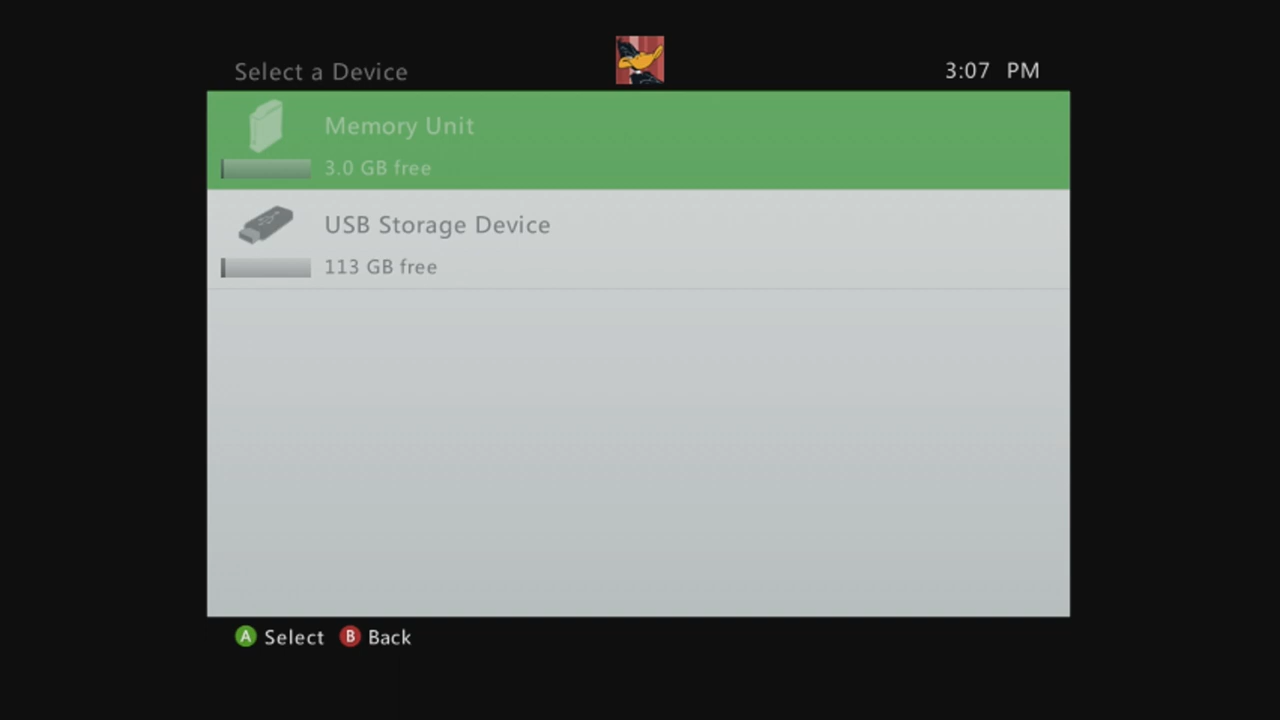 Select a Device
3:07 PM
Memory Unit
3.0 GB free
USB Storage Device
113 GB free
A Select B Back